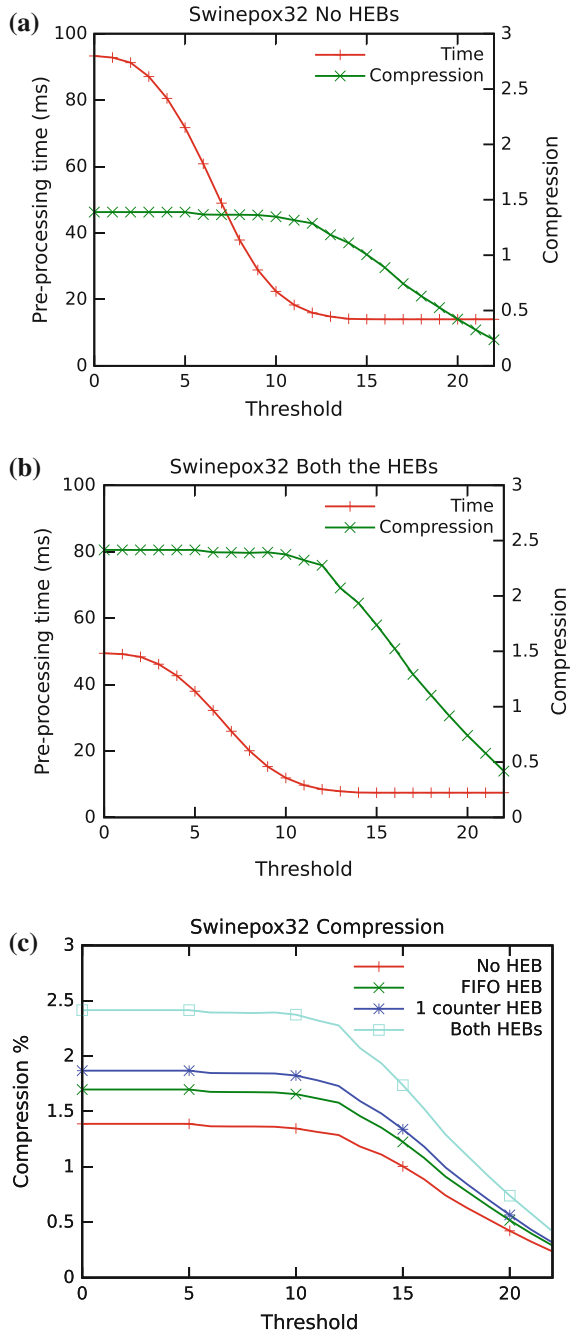 (a)
Swinepox32 No HEBs
100
80
60
40
20
0
Pre-processing time (ms)
3
2.5
2
1.5
1
0.5
0
Compression
Time
Compression
0 5 10 15 20
Threshold
(b)
Swinepox32 Both the HEBs
100
80
60
40
20
0
Pre-processing time (ms)
3
2.5
2
1.5
1
0.5
0
Compression
Time
Compression
0 5 10 15 20
Threshold
(c)
Swinepox32 Compression
3
2.5
2
1.5
1
0.5
0
Compression %
No HEB
FIFO HEB
1 counter HEB
Both HEBs
0 5 10 15 20
Threshold